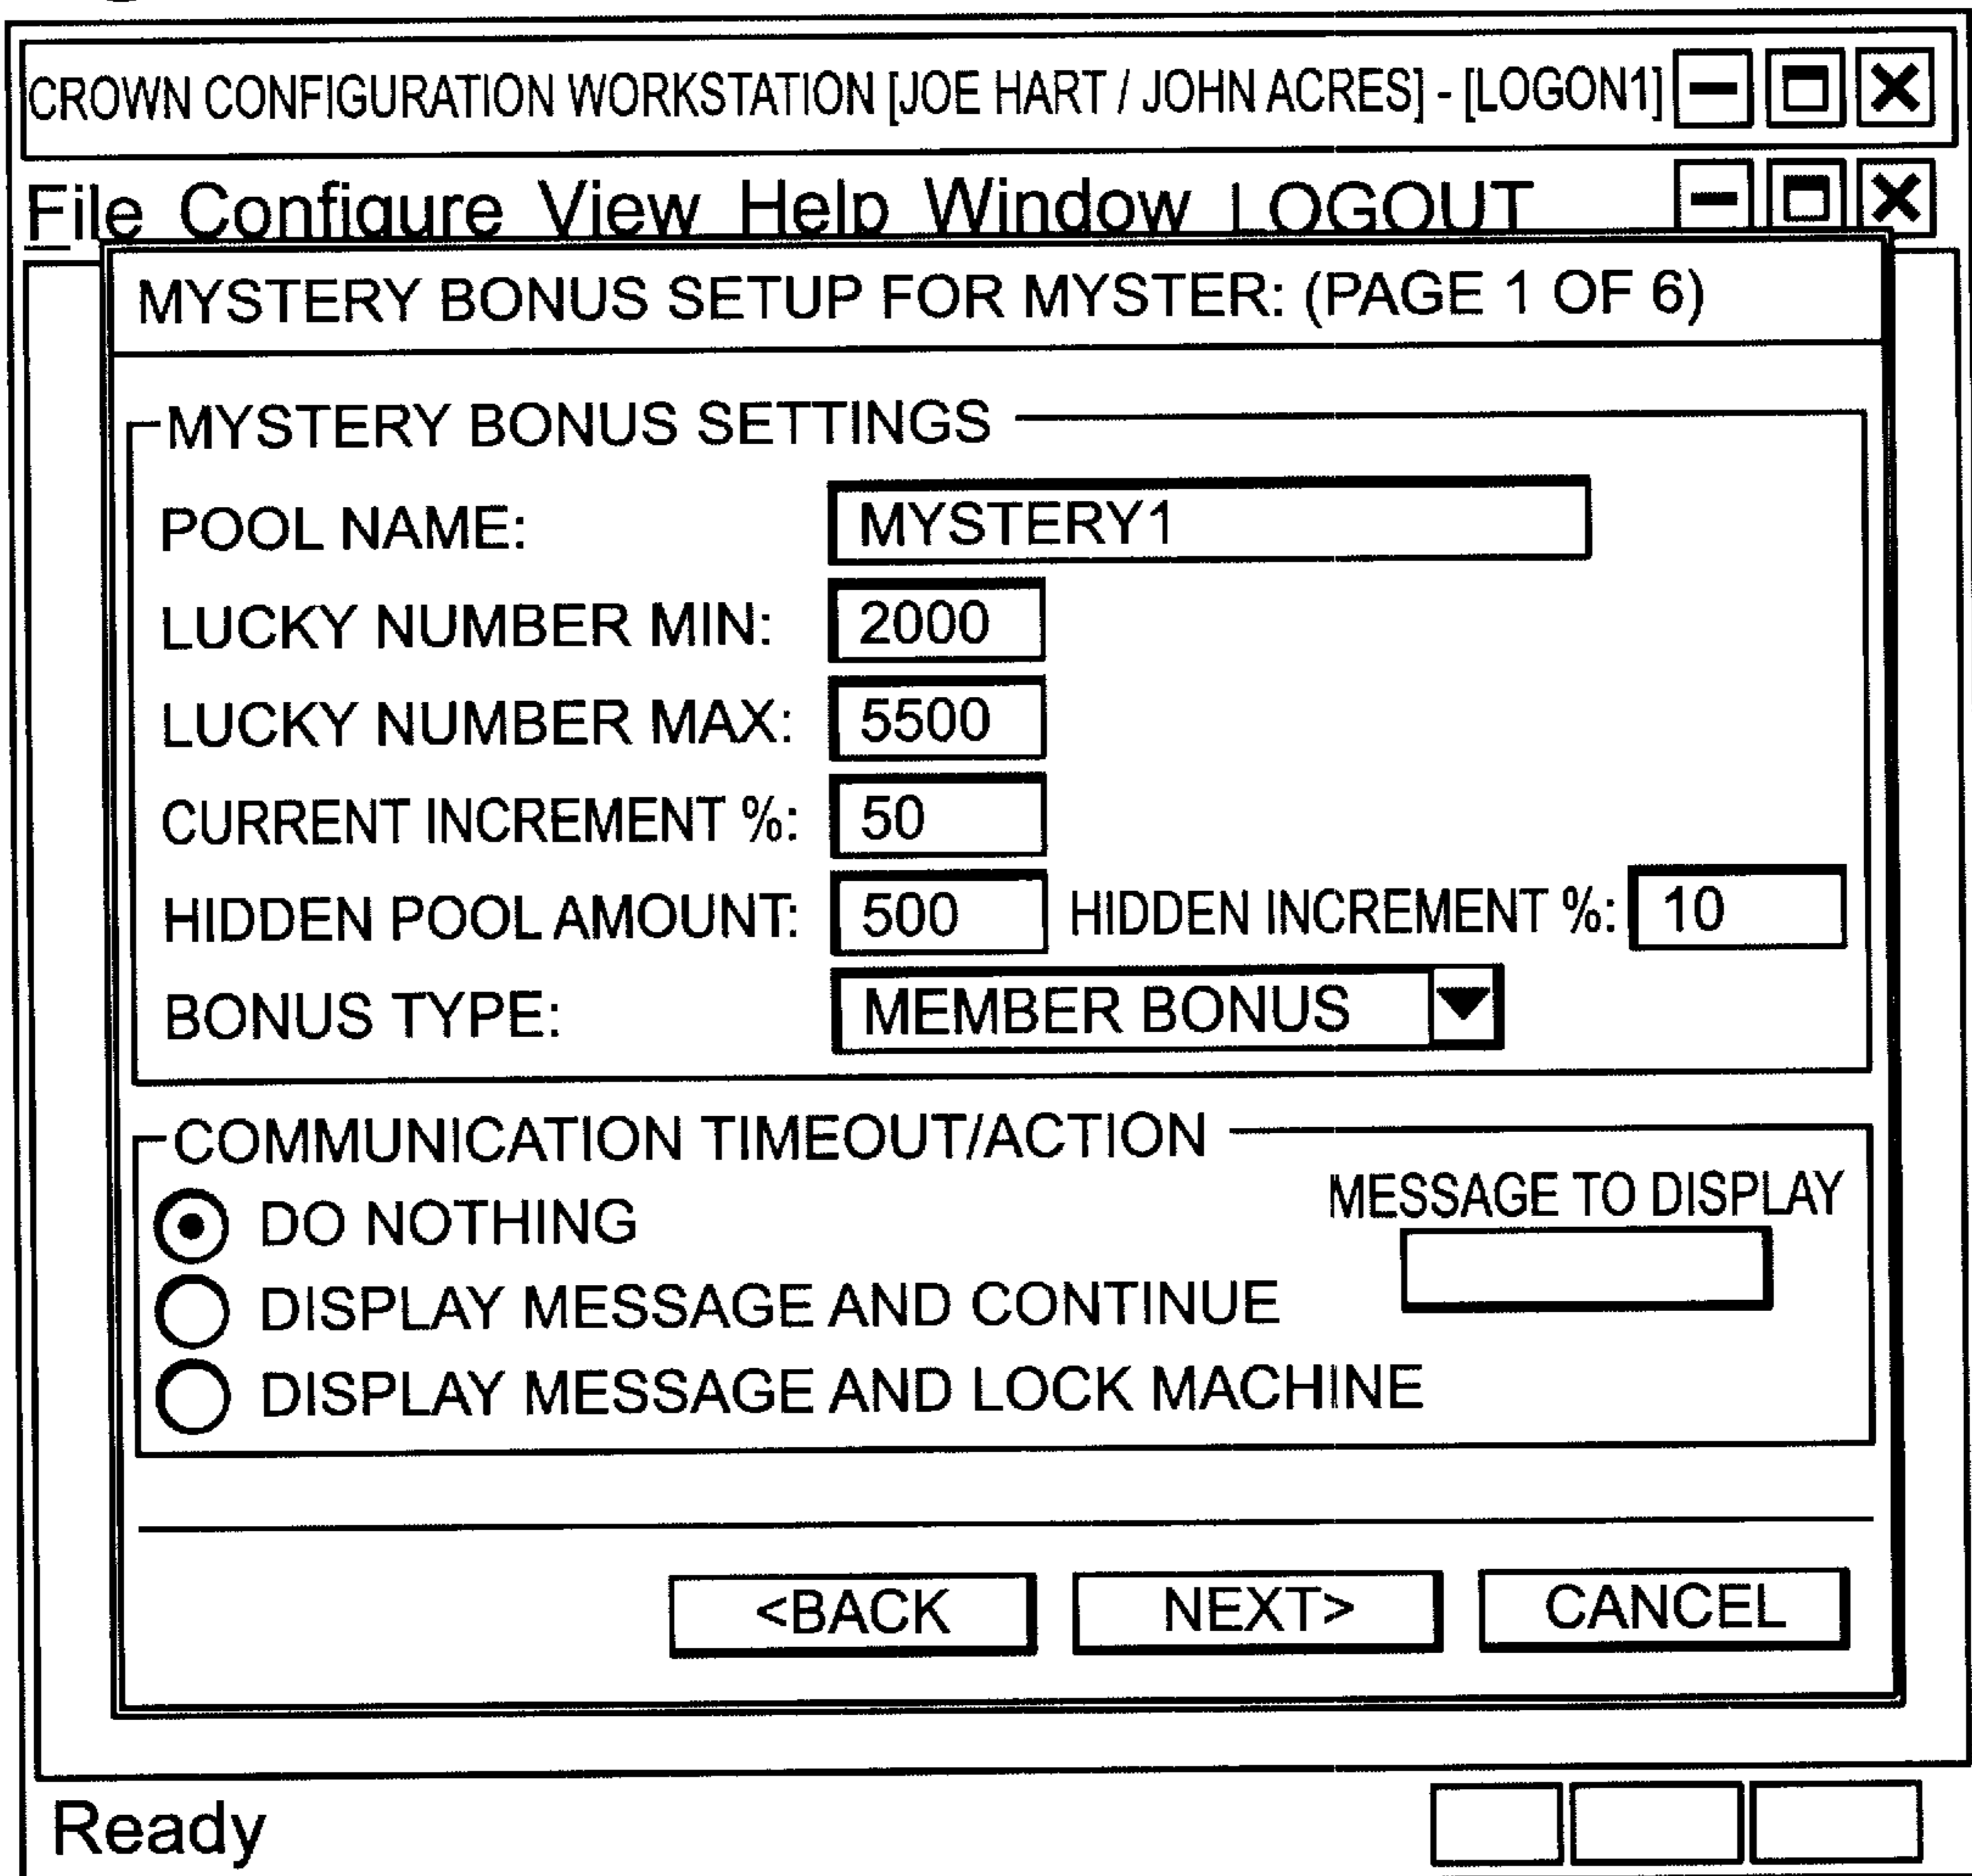 CROWN CONFIGURATION WORKSTATION [JOE HART / JOHN ACRES] - [LOGON1]
File Configure View Help Window LOGOUT
MYSTERY BONUS SETUP FOR MYSTER: (PAGE 1 OF 6)
MYSTERY BONUS SETTINGS
POOL NAME: MYSTERY1
LUCKY NUMBER MIN: 2000
LUCKY NUMBER MAX: 5500
CURRENT INCREMENT %: 50
HIDDEN POOL AMOUNT: 500 HIDDEN INCREMENT %: 10
BONUS TYPE: MEMBER BONUS
COMMUNICATION TIMEOUT/ACTION
MESSAGE TO DISPLAY
DO NOTHING
DISPLAY MESSAGE AND CONTINUE
DISPLAY MESSAGE AND LOCK MACHINE
<BACK NEXT> CANCEL
Ready